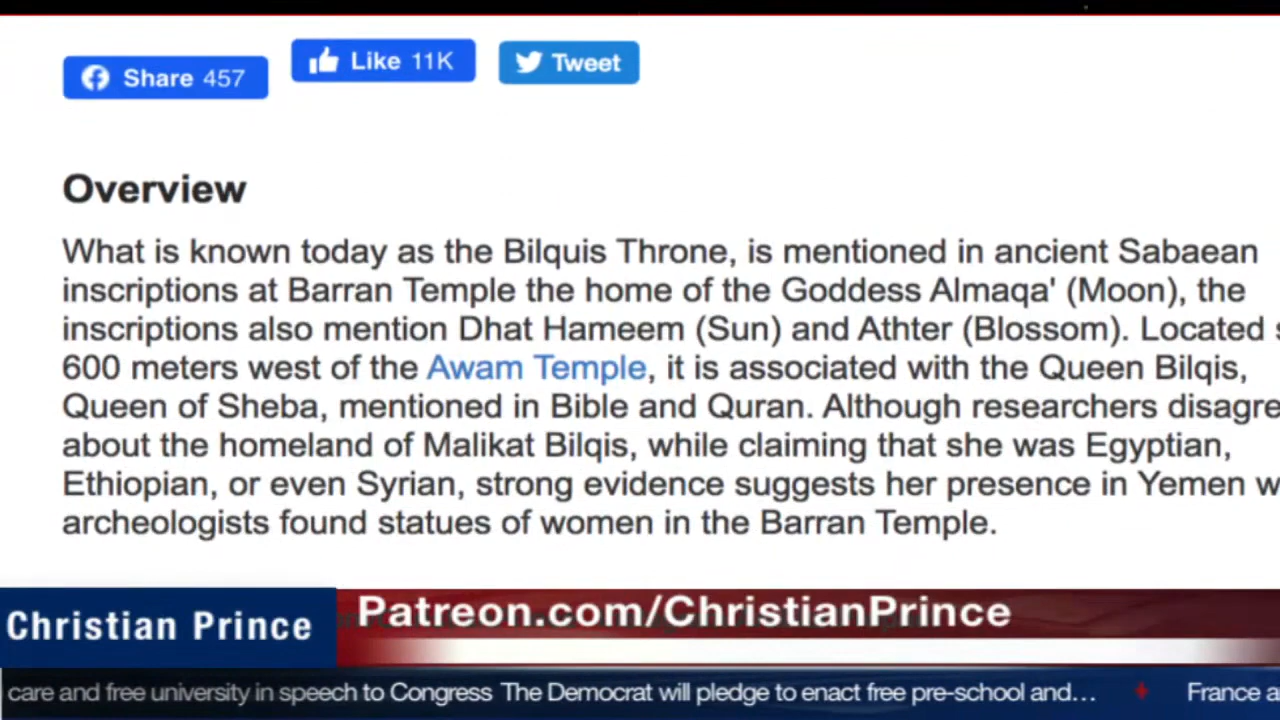 Share 457
Like 11K
Tweet
Overview
What is known today as the Bilquis Throne, is mentioned in ancient Sabaean
inscriptions at Barran Temple the home of the Goddess Almaqa' (Moon), the
inscriptions also mention Dhat Hameem (Sun) and Athter (Blossom). Located
600 meters west of the Awam Temple, it is associated with the Queen Bilqis,
Queen of Sheba, mentioned in Bible and Quran. Although researchers disagre
about the homeland of Malikat Bilqis, while claiming that she was Egyptian,
Ethiopian, or even Syrian, strong evidence suggests her presence in Yemen w
archeologists found statues of women in the Barran Temple.
Christian Prince
Patreon.com/ChristianPrince
care and free university in speech to Congress The Democrat will pledge to enact free pre-school and... France a